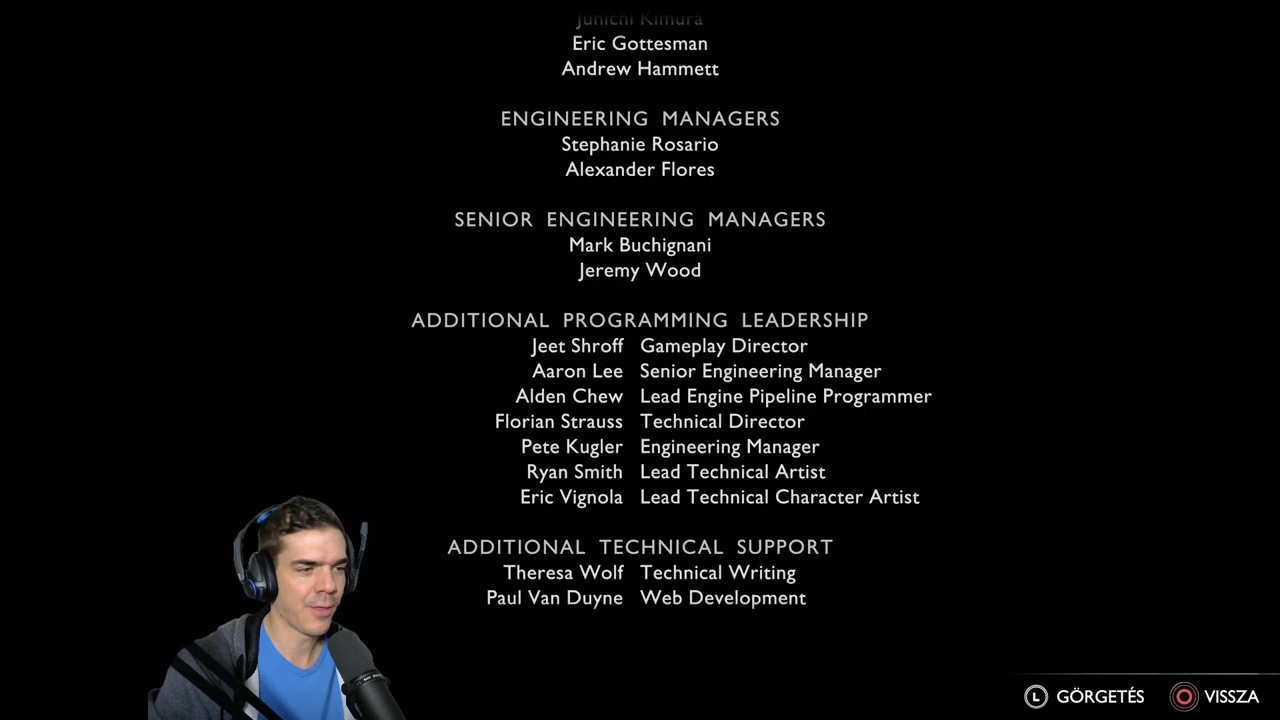 Junichi Kimura
Eric Gottesman
Andrew Hammett
ENGINEERING MANAGERS
Stephanie Rosario
Alexander Flores
SENIOR ENGINEERING MANAGERS
Mark Buchignani
Jeremy Wood
ADDITIONAL PROGRAMMING LEADERSHIP
Jeet Shroff Gameplay Director
Aaron Lee Senior Engineering Manager
Alden Chew Lead Engine Pipeline Programmer
Florian Strauss Technical Director
Pete Kugler Engineering Manager
Ryan Smith Lead Technical Artist
Eric Vignola Lead Technical Character Artist
ADDITIONAL TECHNICAL SUPPORT
Theresa Wolf Technical Writing
Paul Van Duyne Web Development
L GÖRGETÉS VISSZA